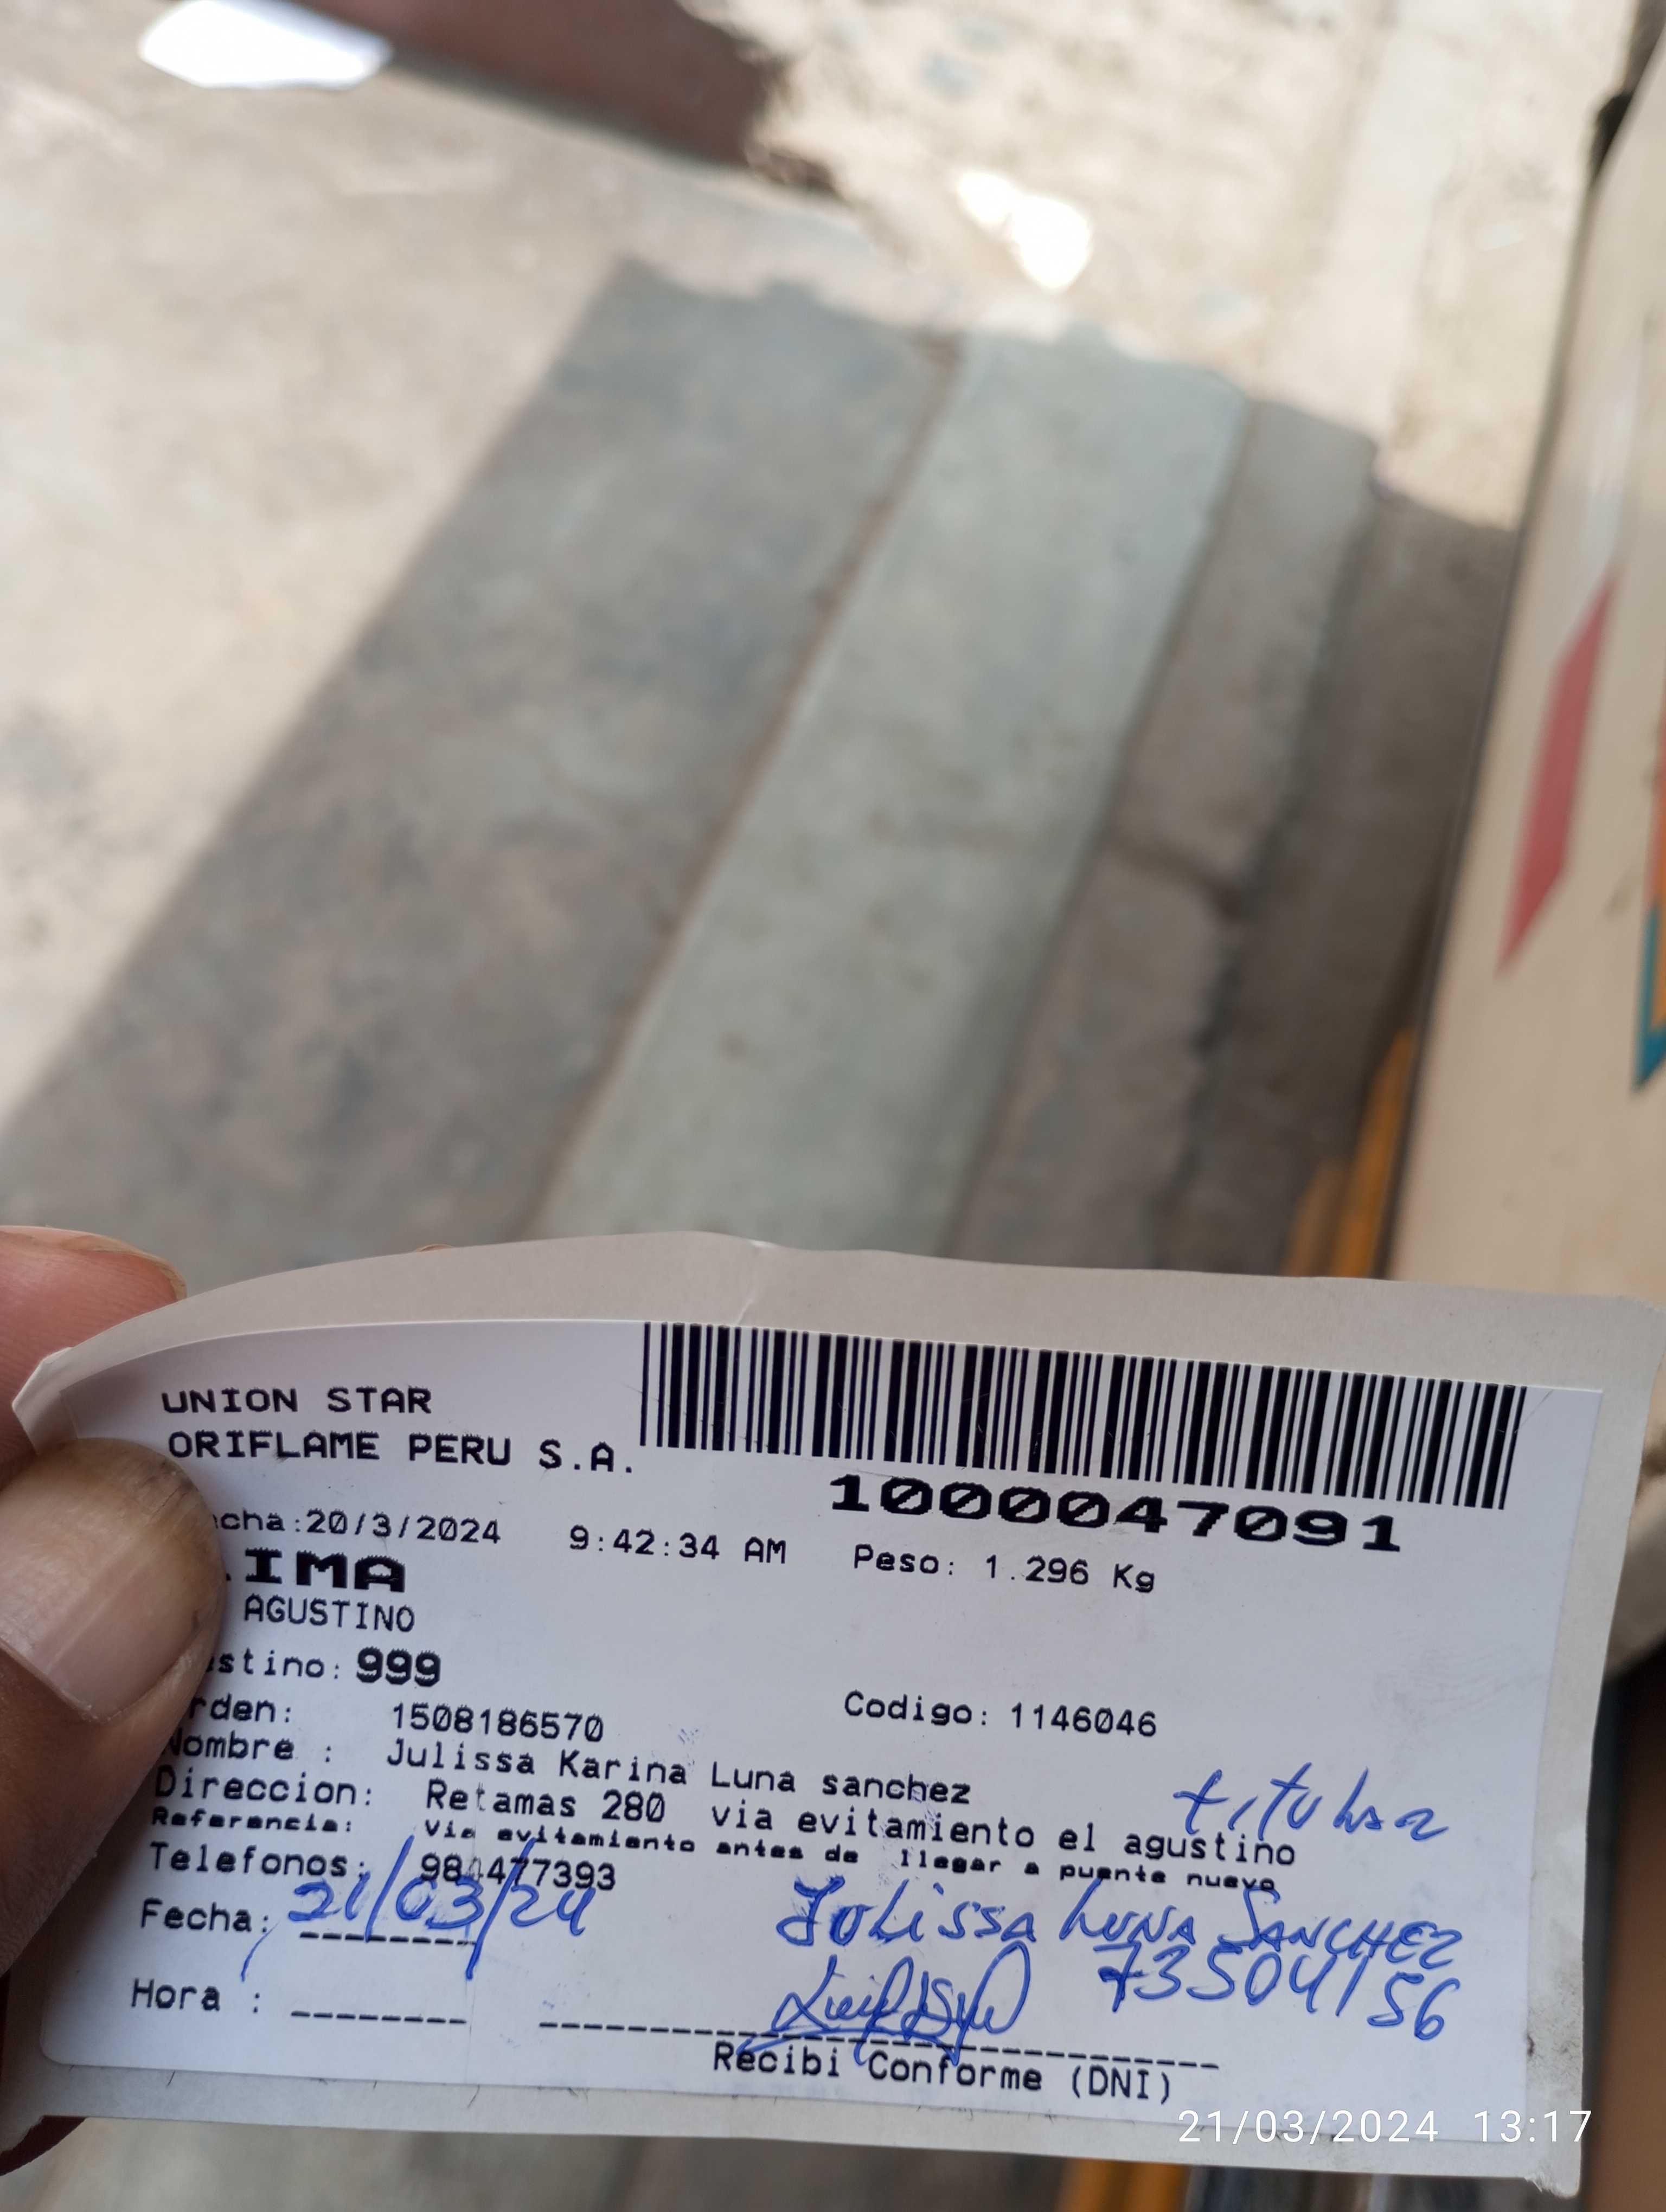 UNION STAR
ORIFLAME PERU S.A.
1000047091
cha:20/3/2024 9:42:34 AM Peso: 1.296 Kg
IMA
AGUSTINO
stino: 999
rden: 1508186570 Codigo: 1146046
Nombre : Julissa Karina Luna sanchez
titular
Direccion: Retamas 280 via evitamiento el agustino
Referencia: Via evitamiento antes de llegar a puente nuevo
Telefonos: 984477393
Fecha: 21/03/24
Julissa Luna Sanchez
73504156
Hora :
Recibi Conforme (DNI)
21/03/2024 13:17